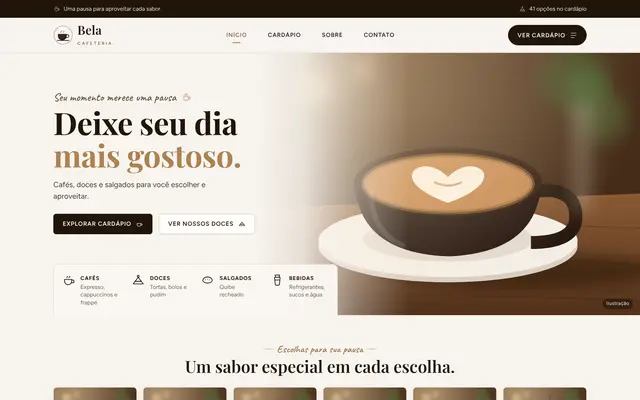 Uma pausa para aproveitar cada sabor
41 opções no cardápio
Bela
CAFETERIA
INÍCIO
CARDÁPIO
SOBRE
CONTATO
VER CARDÁPIO
Seu momento merece uma pausa
Deixe seu dia
mais gostoso.
Cafés, doces e salgados para você escolher e
aproveitar.
EXPLORAR CARDÁPIO
VER NOSSOS DOCES
CAFÉS
Expresso,
cappuccinos e
frappé
DOCES
Tortas, bolos e
pudim
SALGADOS
Quibe
recheado
BEBIDAS
Refrigerantes,
sucos e água
Ilustração
Escolhas para sua pausa
Um sabor especial em cada escolha.